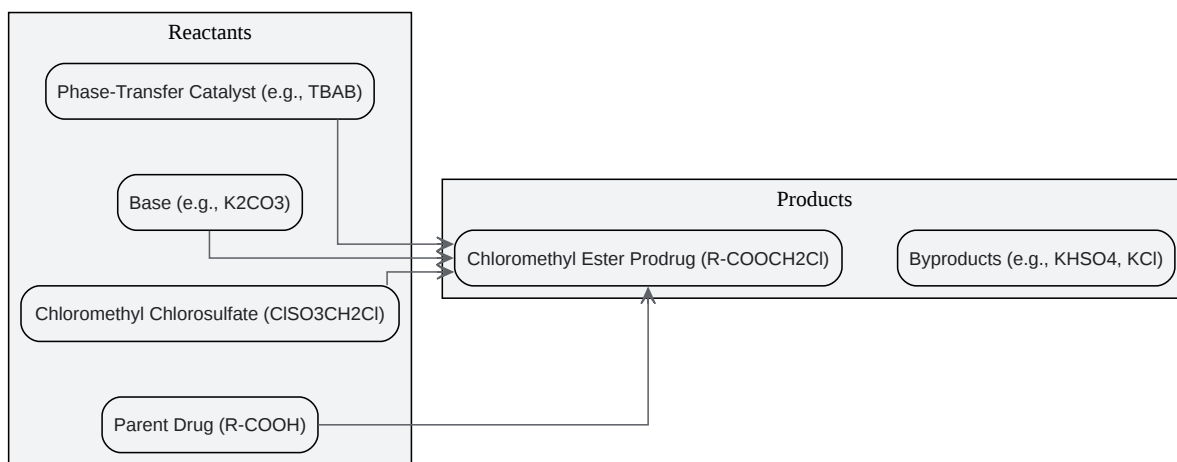 Reactants
Phase-Transfer Catalyst (e.g., TBAB)
Base (e.g., K2CO3)
Chloromethyl Chlorosulfate (ClSO3CH2Cl)
Parent Drug (R-COOH)
Products
Chloromethyl Ester Prodrug (R-COOCH2Cl)
Byproducts (e.g., KHSO4, KCl)